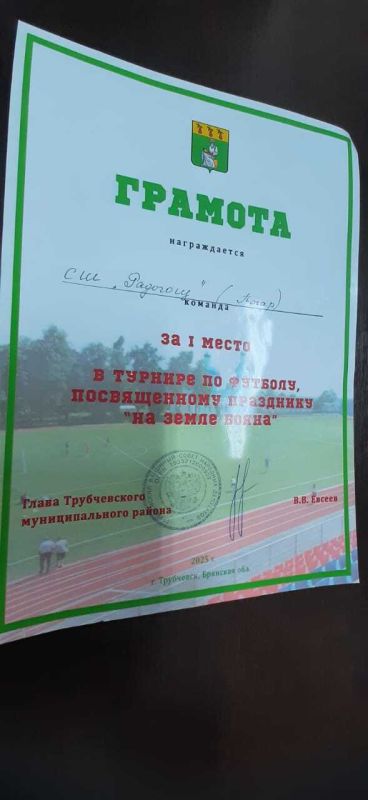 ГРАМОТА
награждается
СШ „Радогощ" (Погар)
команда
за I место
в турнире по футболу,
посвященному празднику
"На земле Бояна"
Глава Трубчевского
муниципального района
В.В. Евсеев
2025 г
г. Трубчевск, Брянская обл.